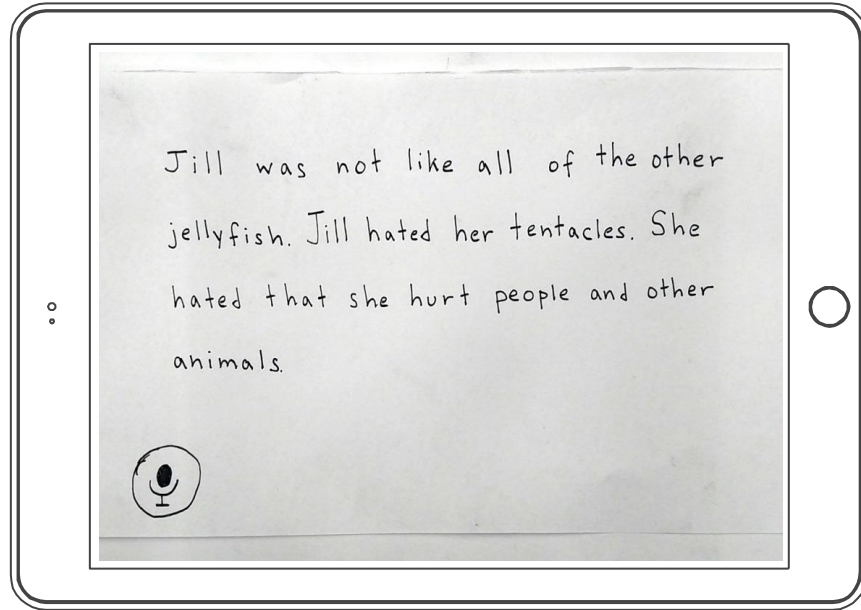 Jill was not like all of the other
jellyfish. Jill hated her tentacles. She
hated that she hurt people and other
animals.